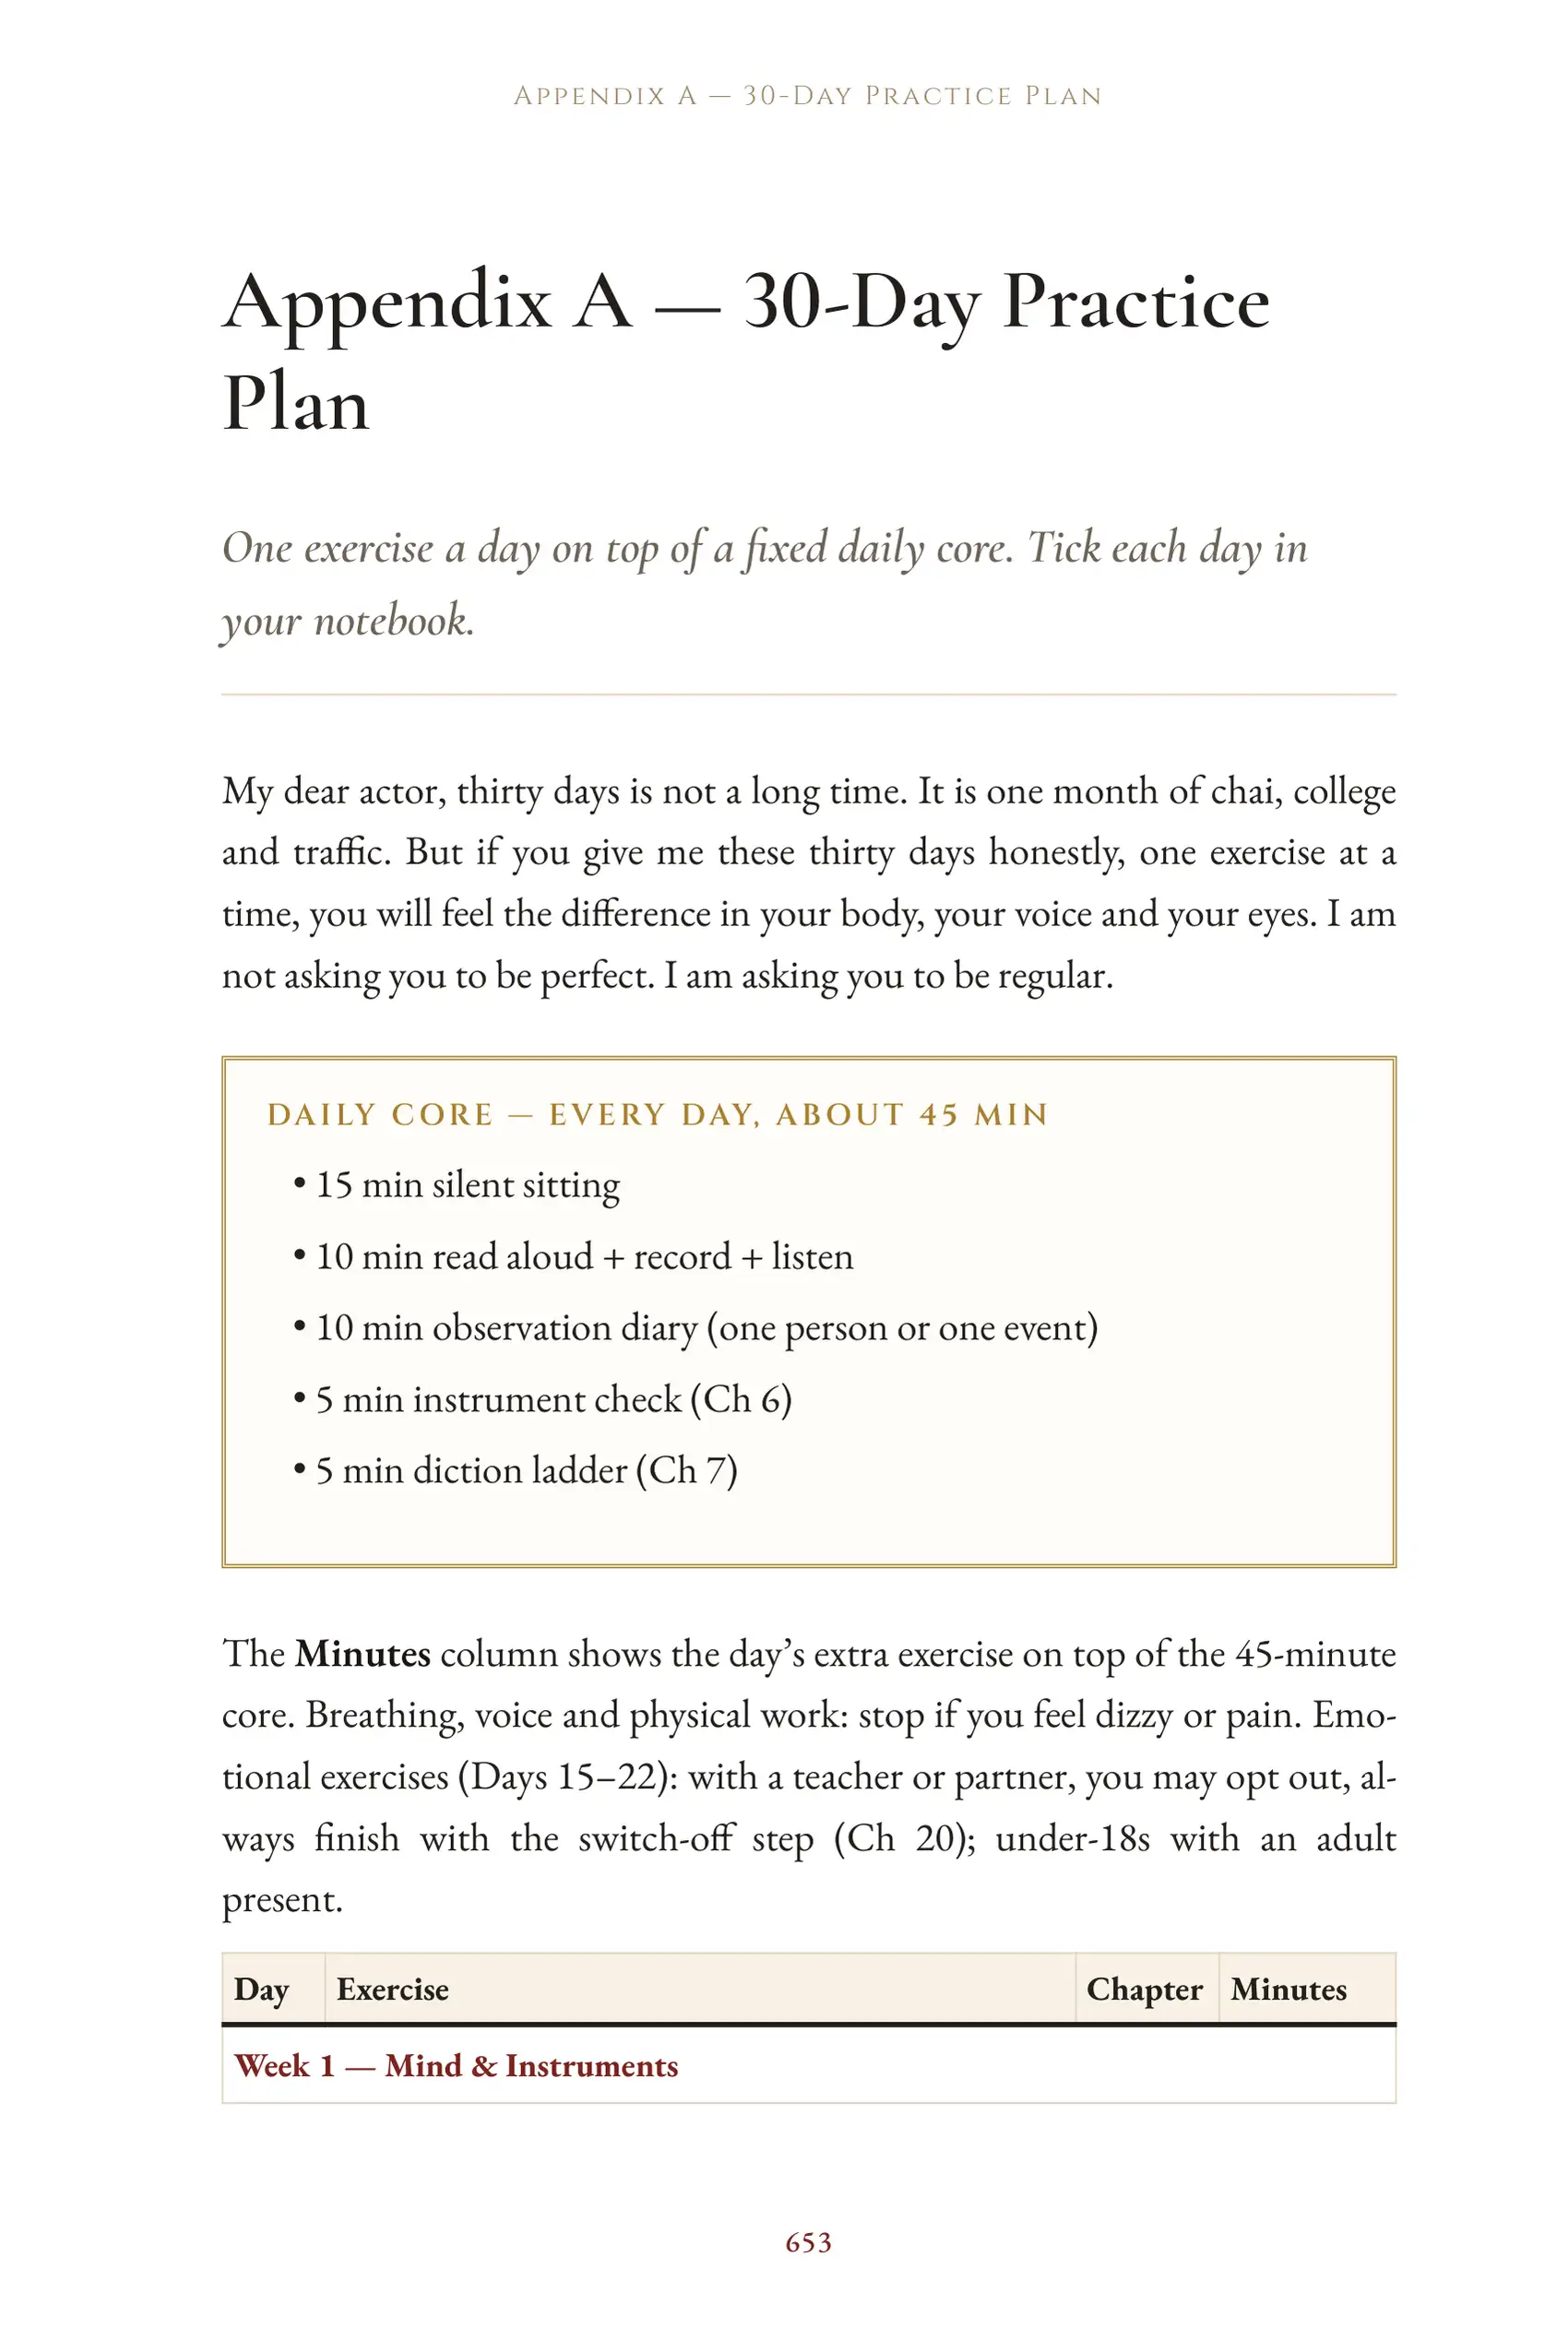 Appendix A — 30-Day Practice Plan
Appendix A — 30-Day Practice
Plan
One exercise a day on top of a fixed daily core. Tick each day in
your notebook.
My dear actor, thirty days is not a long time. It is one month of chai, college
and traffic. But if you give me these thirty days honestly, one exercise at a
time, you will feel the difference in your body, your voice and your eyes. I am
not asking you to be perfect. I am asking you to be regular.
DAILY CORE — EVERY DAY, ABOUT 45 MIN
• 15 min silent sitting
• 10 min read aloud + record + listen
• 10 min observation diary (one person or one event)
• 5 min instrument check (Ch 6)
• 5 min diction ladder (Ch 7)
The Minutes column shows the day’s extra exercise on top of the 45-minute
core. Breathing, voice and physical work: stop if you feel dizzy or pain. Emo-
tional exercises (Days 15–22): with a teacher or partner, you may opt out, al-
ways finish with the switch-off step (Ch 20); under-18s with an adult
present.
Day Exercise Chapter Minutes
Week 1 — Mind & Instruments
653